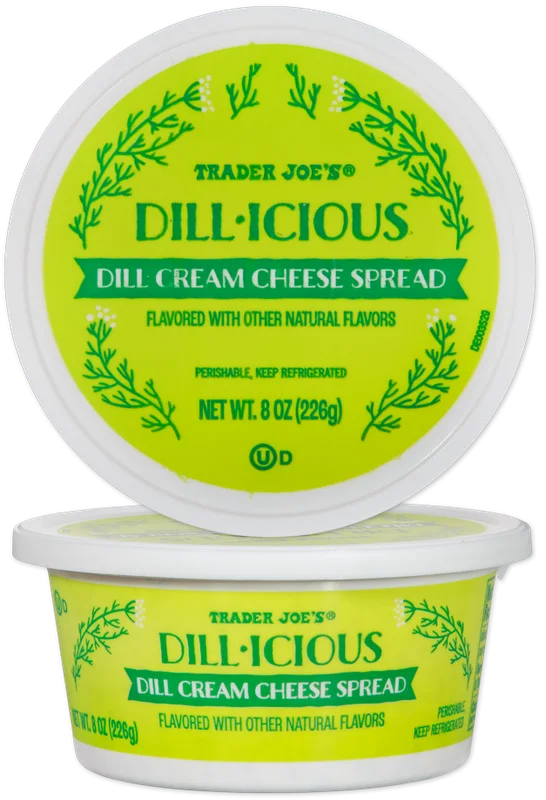 TRADER JOE'S®
DILL·ICIOUS
DILL CREAM CHEESE SPREAD
FLAVORED WITH OTHER NATURAL FLAVORS
PERISHABLE, KEEP REFRIGERATED
NET WT. 8 OZ (226g)
U D
DE003520
D
TRADER JOE'S®
DILL·ICIOUS
DILL CREAM CHEESE SPREAD
FLAVORED WITH OTHER NATURAL FLAVORS
NET WT. 8 OZ (226g)
PERISHABLE,
KEEP REFRIGERATED